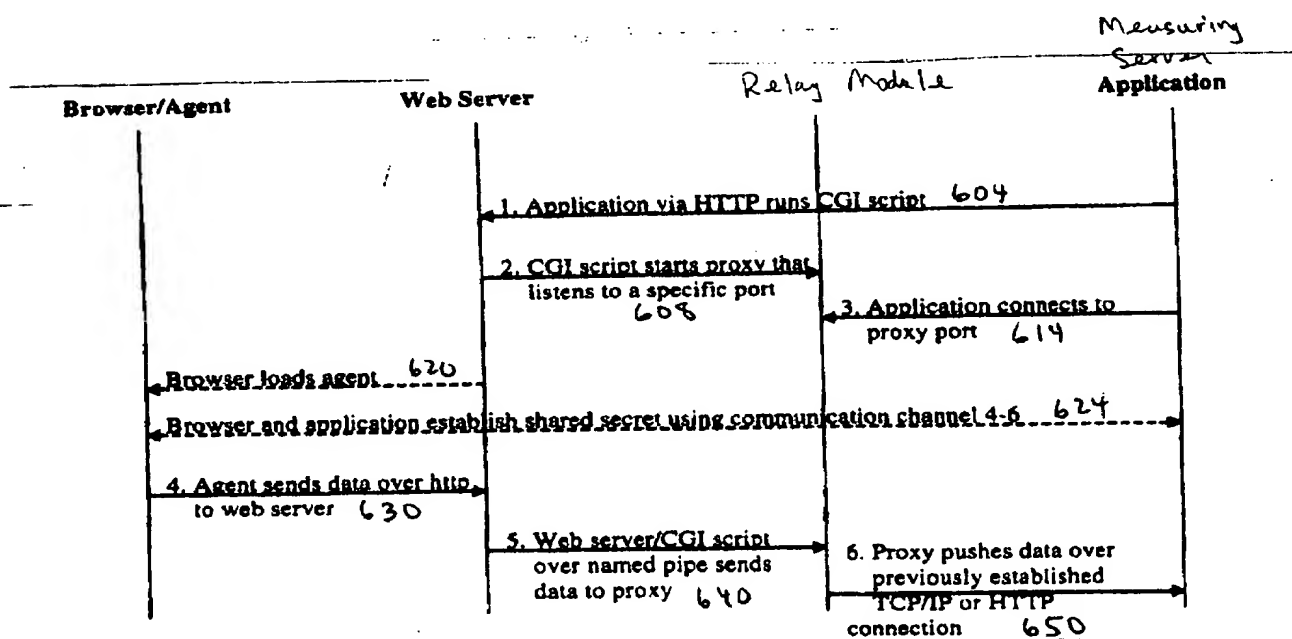 Measuring
Server
Browser/Agent
Web Server
Relay Module
Application
1. Application via HTTP runs CGI script 604
2. CGI script starts proxy that
listens to a specific port
608
3. Application connects to
proxy port 614
Browser loads agent 620
Browser and application establish shared secret using communication channel 4-6 624
4. Agent sends data over http
to web server 630
5. Web server/CGI script
over named pipe sends
data to proxy 640
6. Proxy pushes data over
previously established
TCP/IP or HTTP
connection 650